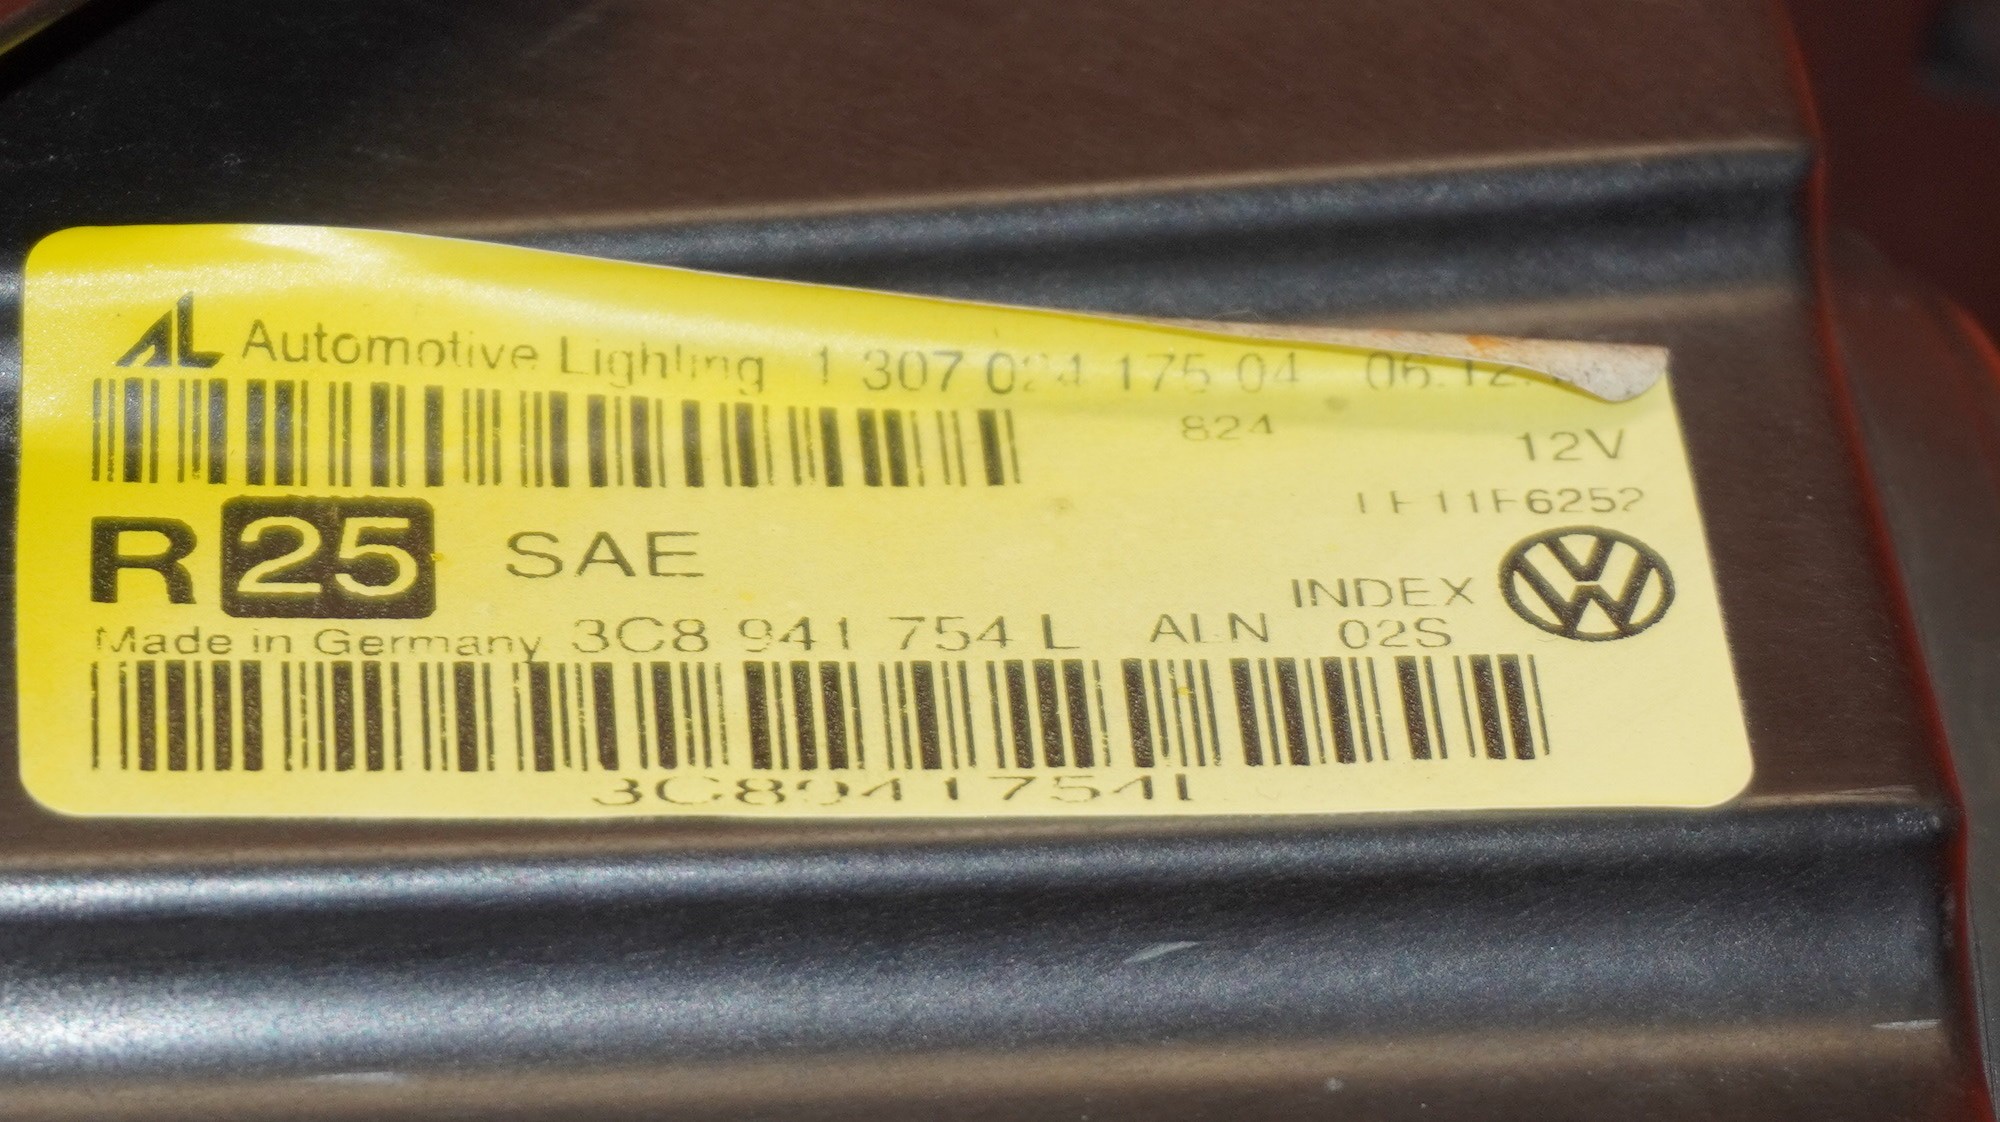 AL Automotive Lighting 1 307 024 175 04
824
12V
R 25 SAE
INDEX
Made in Germany 3C8 941 754 L ALN 02S
3C8941754L